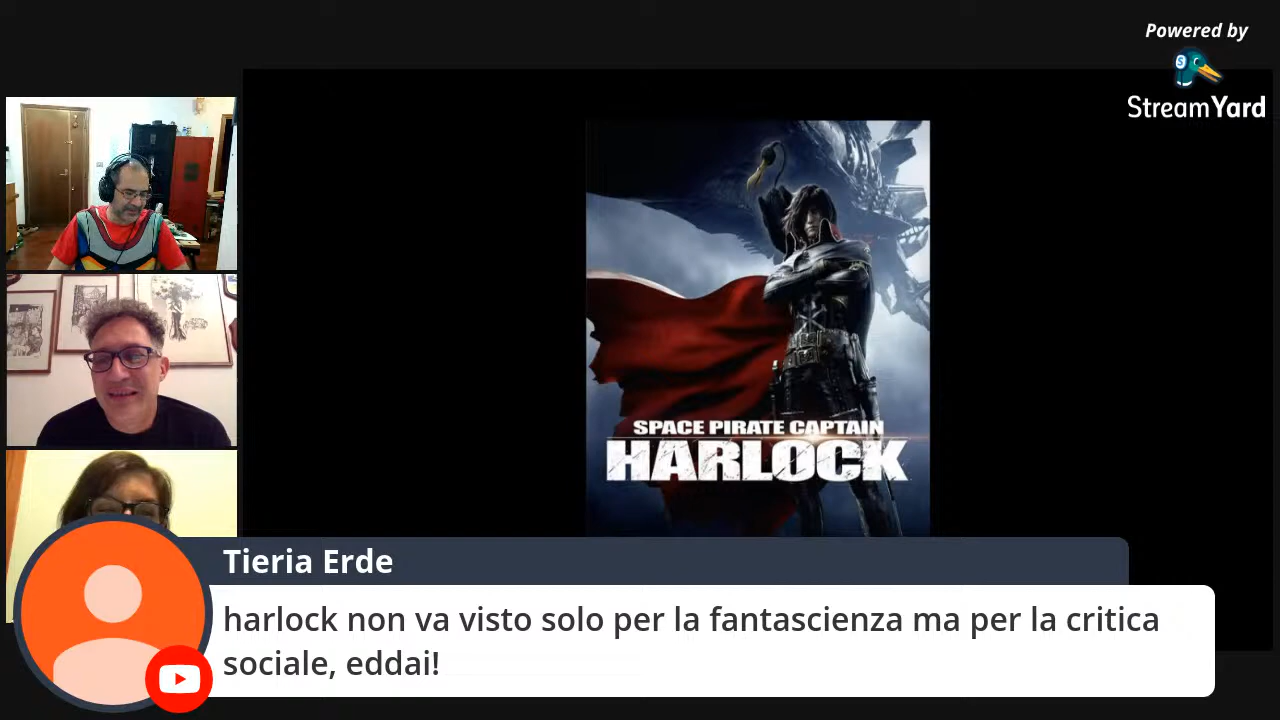 Powered by
StreamYard
SPACE PIRATE CAPTAIN
HARLOCK
Tieria Erde
harlock non va visto solo per la fantascienza ma per la critica
sociale, eddai!